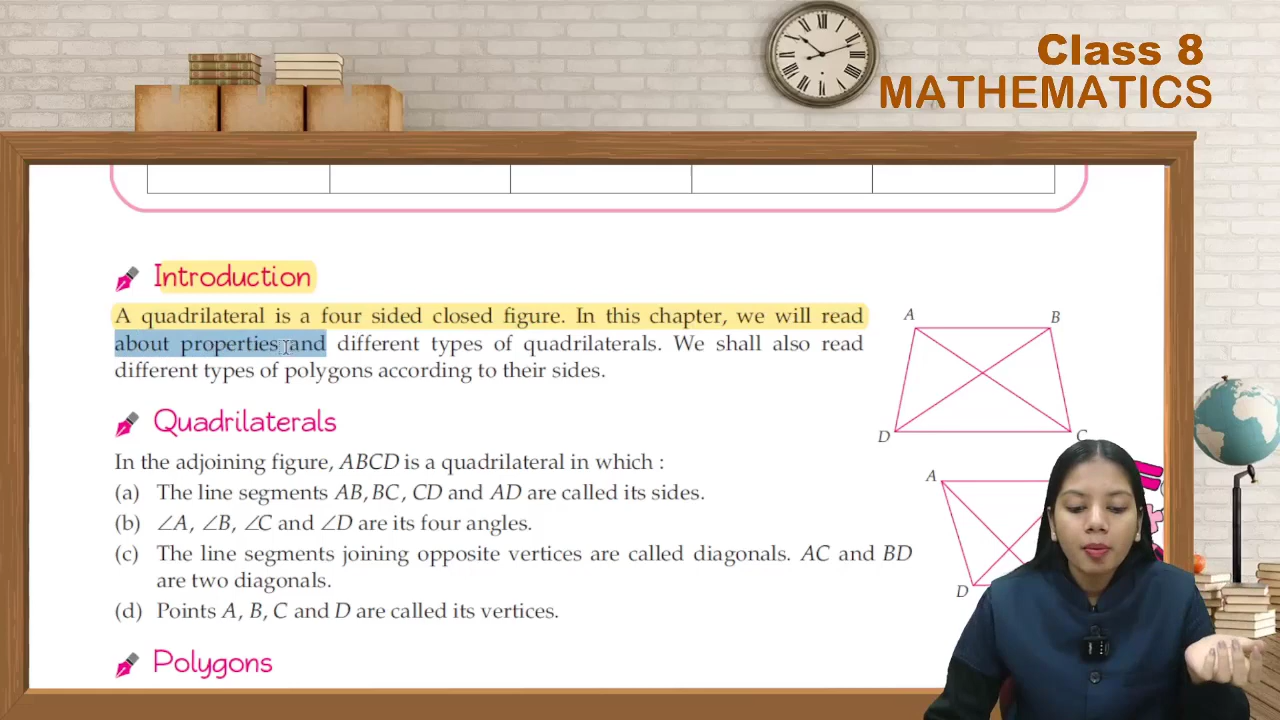 Class 8
MATHEMATICS
Introduction
A quadrilateral is a four sided closed figure. In this chapter, we will read
about properties and different types of quadrilaterals. We shall also read
different types of polygons according to their sides.
A
B
D
C
Quadrilaterals
In the adjoining figure, ABCD is a quadrilateral in which :
(a) The line segments AB, BC, CD and AD are called its sides.
(b) ∠A, ∠B, ∠C and ∠D are its four angles.
(c) The line segments joining opposite vertices are called diagonals. AC and BD
are two diagonals.
(d) Points A, B, C and D are called its vertices.
A
D
Polygons